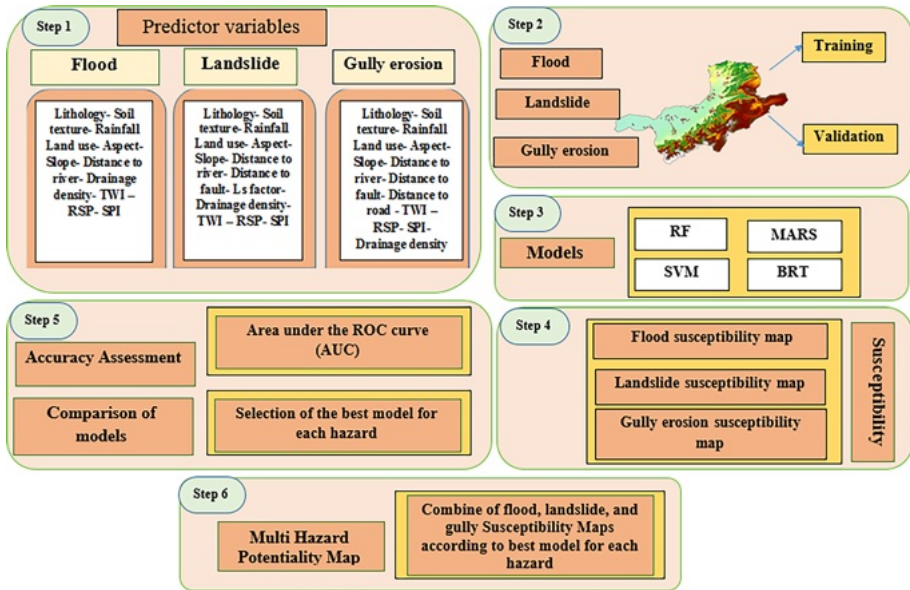 Step 1
Predictor variables
Flood
Lithology- Soil
texture- Rainfall
Land use- Aspect-
Slope- Distance to
river- Drainage
density- TWI –
RSP- SPI
Landslide
Lithology- Soil
texture-Rainfall
Land use- Aspect-
Slope-Distance to
river- Distance to
fault- Ls factor-
Drainage density-
TWI – RSP- SPI
Gully erosion
Lithology- Soil
texture- Rainfall
Land use- Aspect-
Slope- Distance to
river- Distance to
fault- Distance to
road - TWI –
RSP- SPI-
Drainage density
Step 2
Flood
Landslide
Gully erosion
Training
Validation
Step 3
Models
RF
MARS
SVM
BRT
Step 4
Flood susceptibility map
Landslide susceptibility map
Gully erosion susceptibility
map
Susceptibility
Step 5
Accuracy Assessment
Area under the ROC curve
(AUC)
Comparison of
models
Selection of the best model for
each hazard
Step 6
Multi Hazard
Potentiality Map
Combine of flood, landslide, and
gully Susceptibility Maps
according to best model for each
hazard